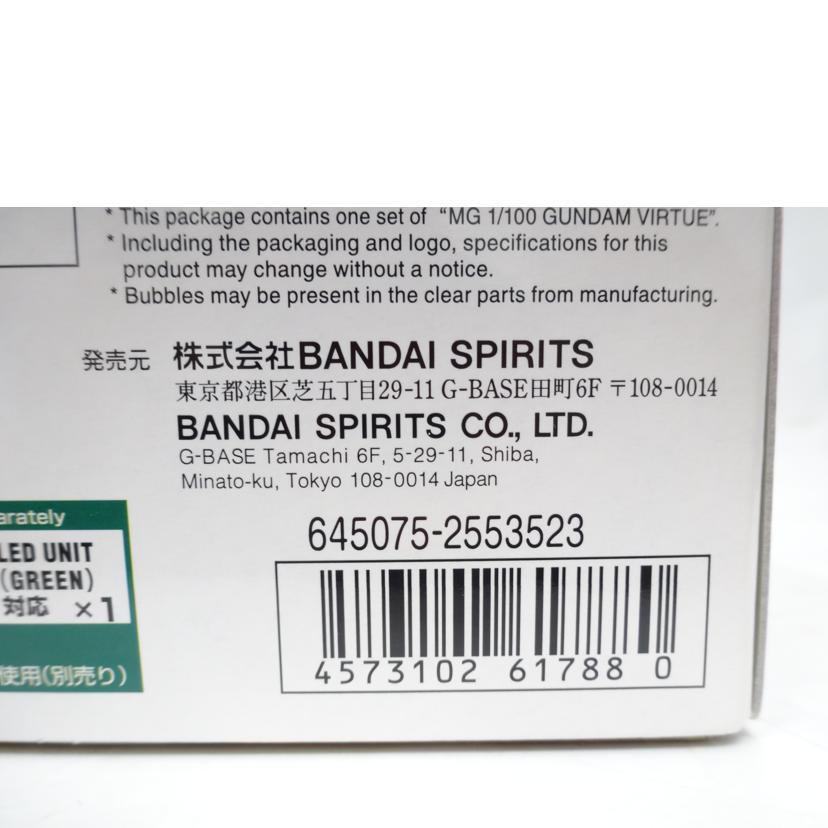 * This package contains one set of "MG 1/100 GUNDAM VIRTUE".
* Including the packaging and logo, specifications for this
product may change without a notice.
* Bubbles may be present in the clear parts from manufacturing.
発売元 株式会社BANDAI SPIRITS
東京都港区芝五丁目29-11 G-BASE田町6F 〒108-0014
BANDAI SPIRITS CO., LTD.
G-BASE Tamachi 6F, 5-29-11, Shiba,
Minato-ku, Tokyo 108-0014 Japan
arately
LED UNIT
(GREEN)
対応 ×1
使用(別売り)
645075-2553523
4573102 61788 0